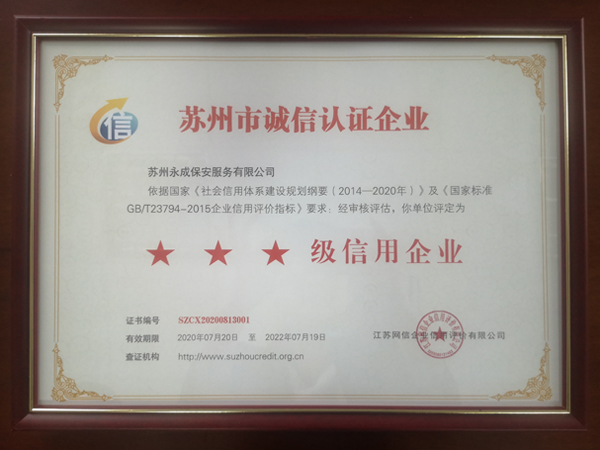 信
苏州市诚信认证企业
苏州永成保安服务有限公司
依据国家《社会信用体系建设规划纲要（2014—2020年）》及《国家标准
GB/T23794-2015企业信用评价指标》要求：经审核评估，你单位评定为
★ ★ ★ 级信用企业
证书编号 SZCX20200813001
有效期限 2020年07月20日 至 2022年07月19日
江苏网信企业信用评价有限公司
查证机构 http://www.suzhoucredit.org.cn